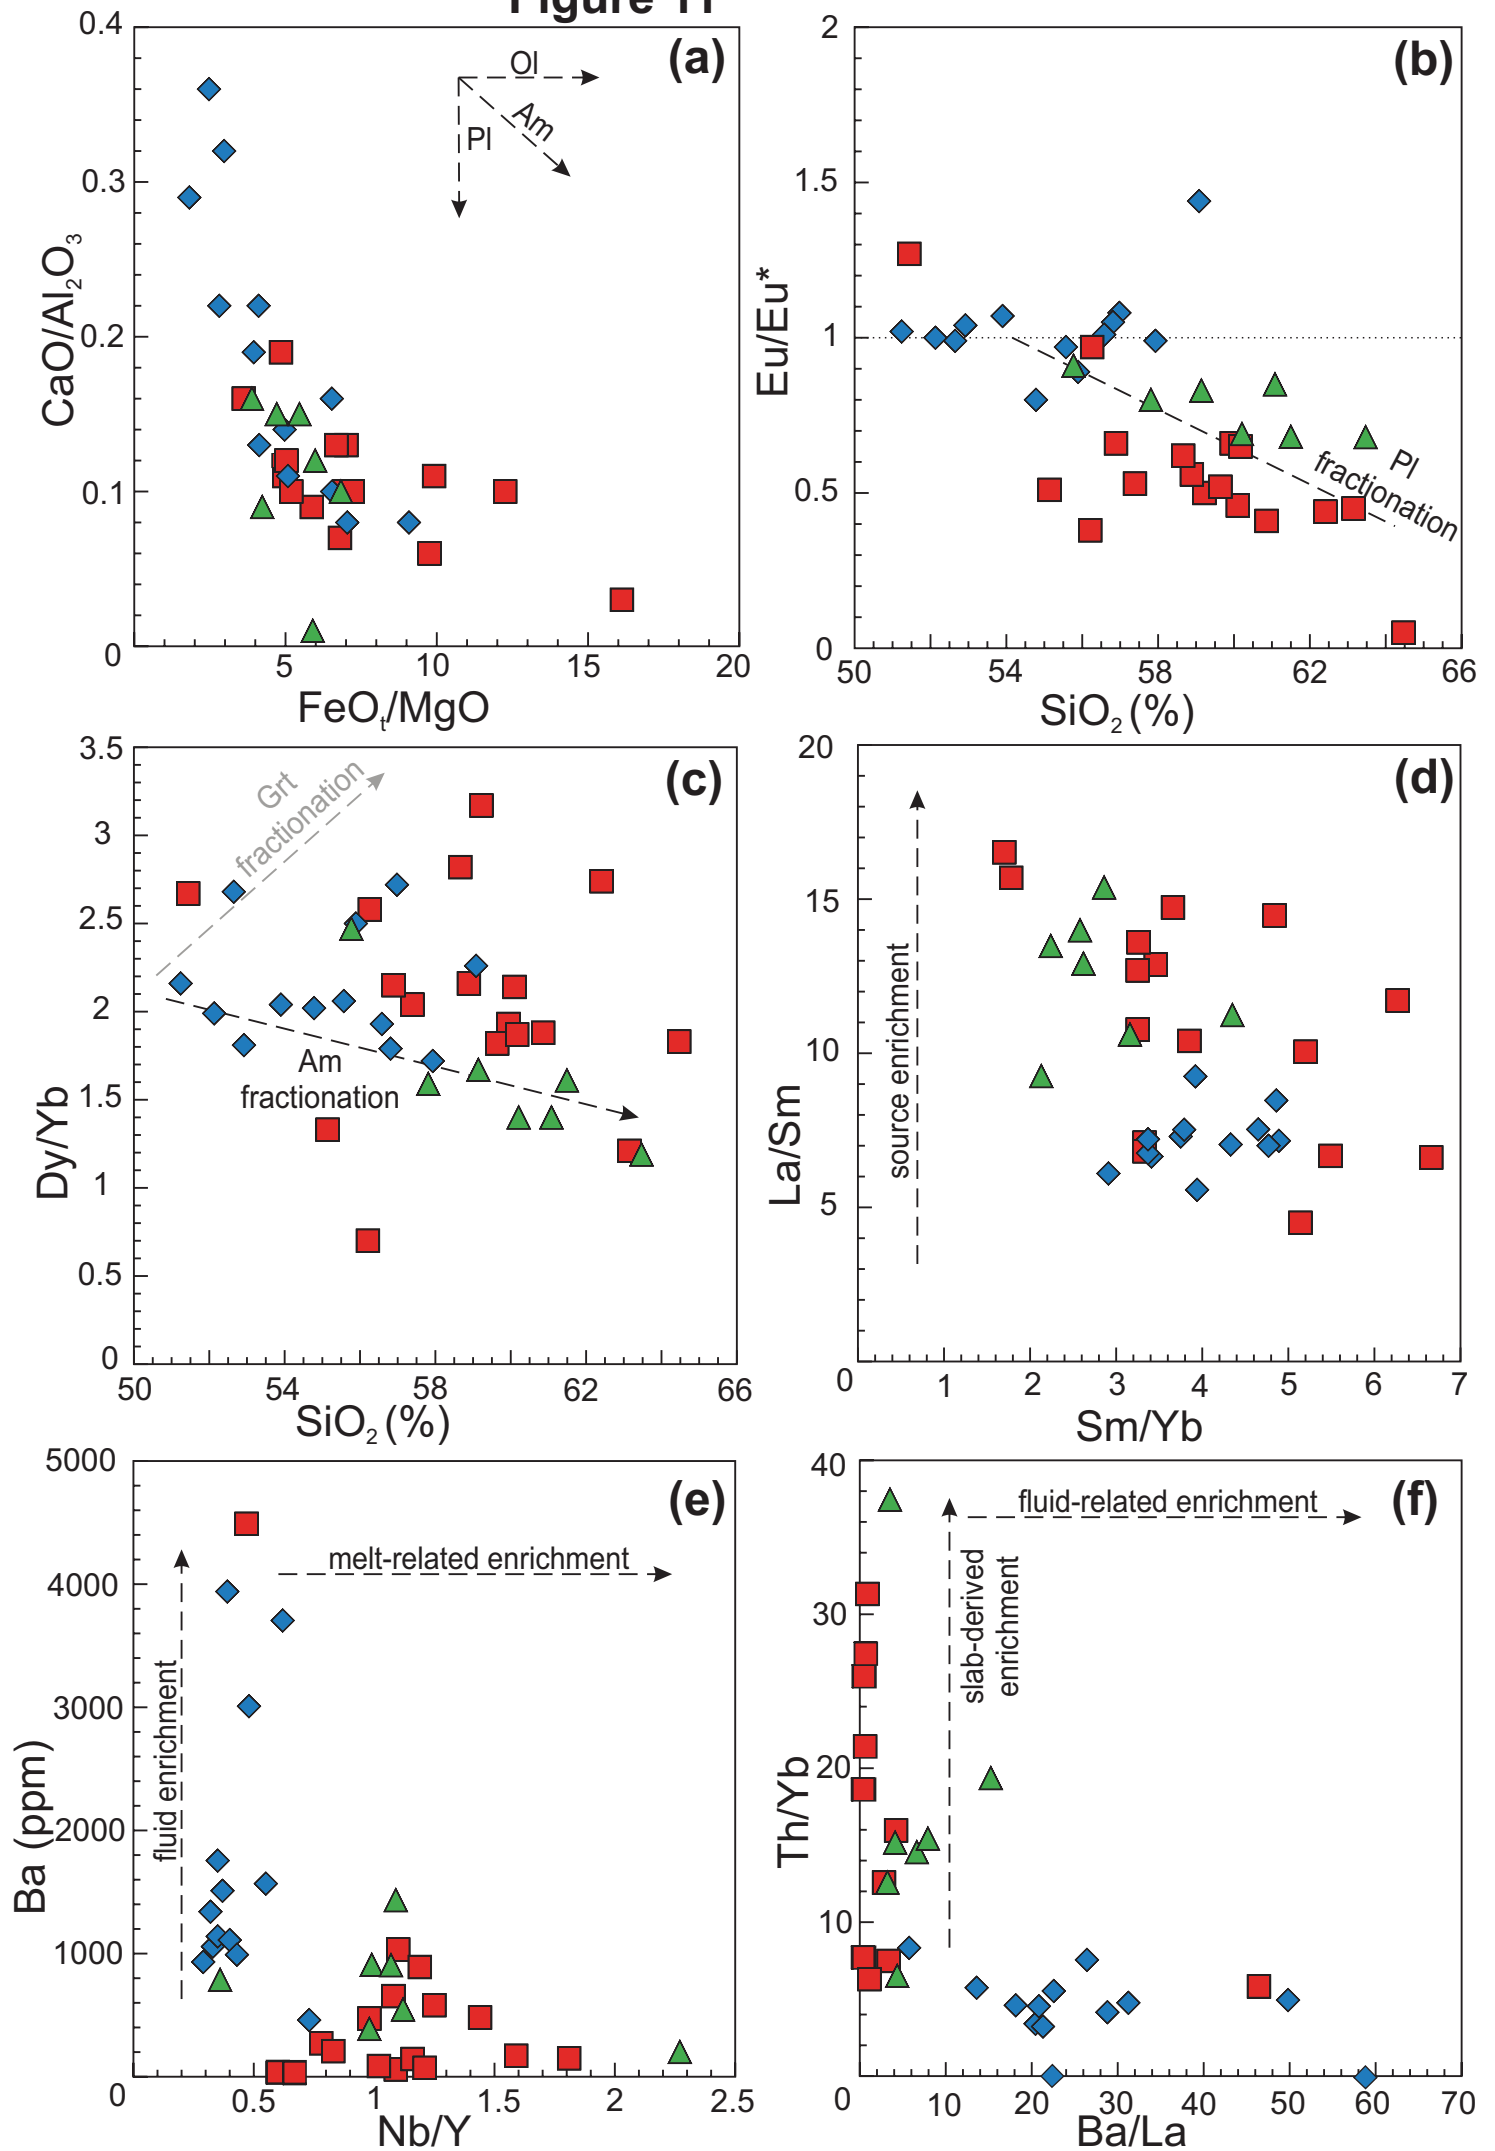 Figure 11
0.4
0.3
0.2
0.1
0
(a)
Ol
Am
Pl
CaO/Al₂O₃
5
10
15
20
FeOₜ/MgO
2
1.5
1
0.5
0
(b)
Eu/Eu*
Pl
fractionation
50
54
58
62
66
SiO₂ (%)
3.5
3
2.5
2
1.5
1
0.5
0
(c)
Grt
fractionation
Am
fractionation
Dy/Yb
50
54
58
62
66
SiO₂ (%)
20
15
10
5
0
(d)
source enrichment
La/Sm
1
2
3
4
5
6
7
Sm/Yb
5000
4000
3000
2000
1000
0
(e)
melt-related enrichment
fluid enrichment
Ba (ppm)
0.5
1
1.5
2
2.5
Nb/Y
40
30
20
10
0
(f)
fluid-related enrichment
slab-derived
enrichment
Th/Yb
10
20
30
40
50
60
70
Ba/La